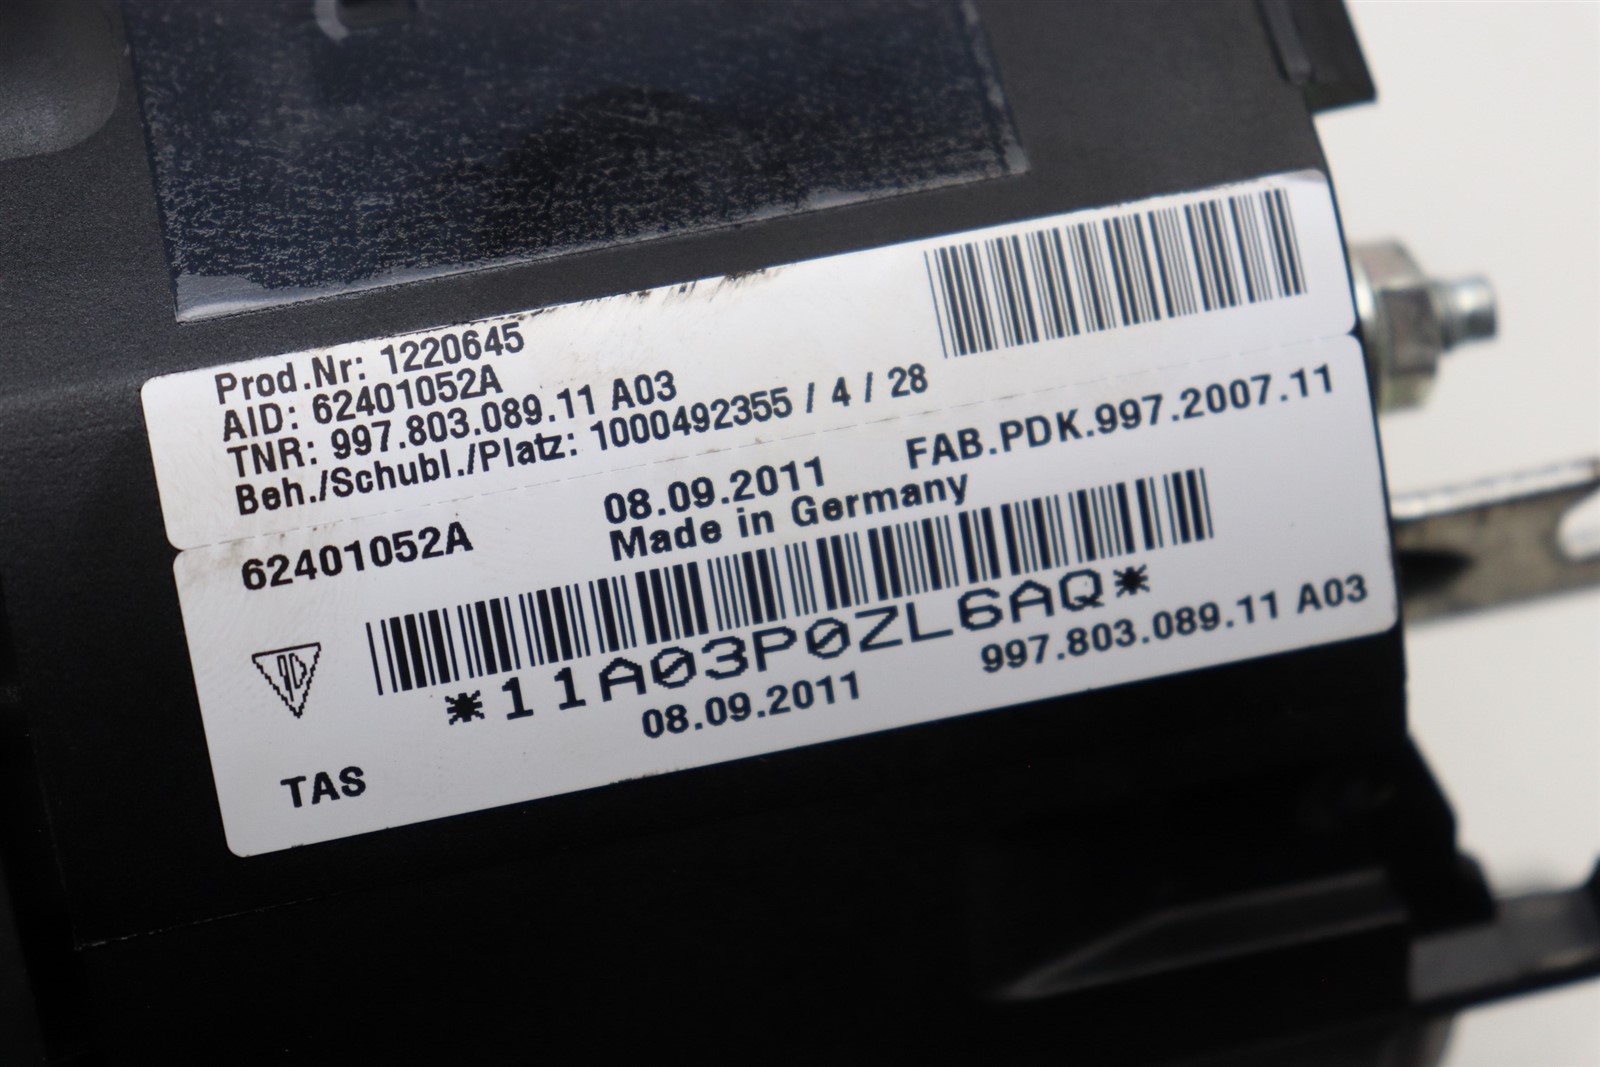 Prod.Nr: 1220645
AID: 62401052A
TNR: 997.803.089.11 A03
Beh./Schubl./Platz: 1000492355 / 4 / 28
62401052A
08.09.2011
FAB.PDK.997.2007.11
Made in Germany
*11A03P0ZL6AQ*
08.09.2011
997.803.089.11 A03
TAS